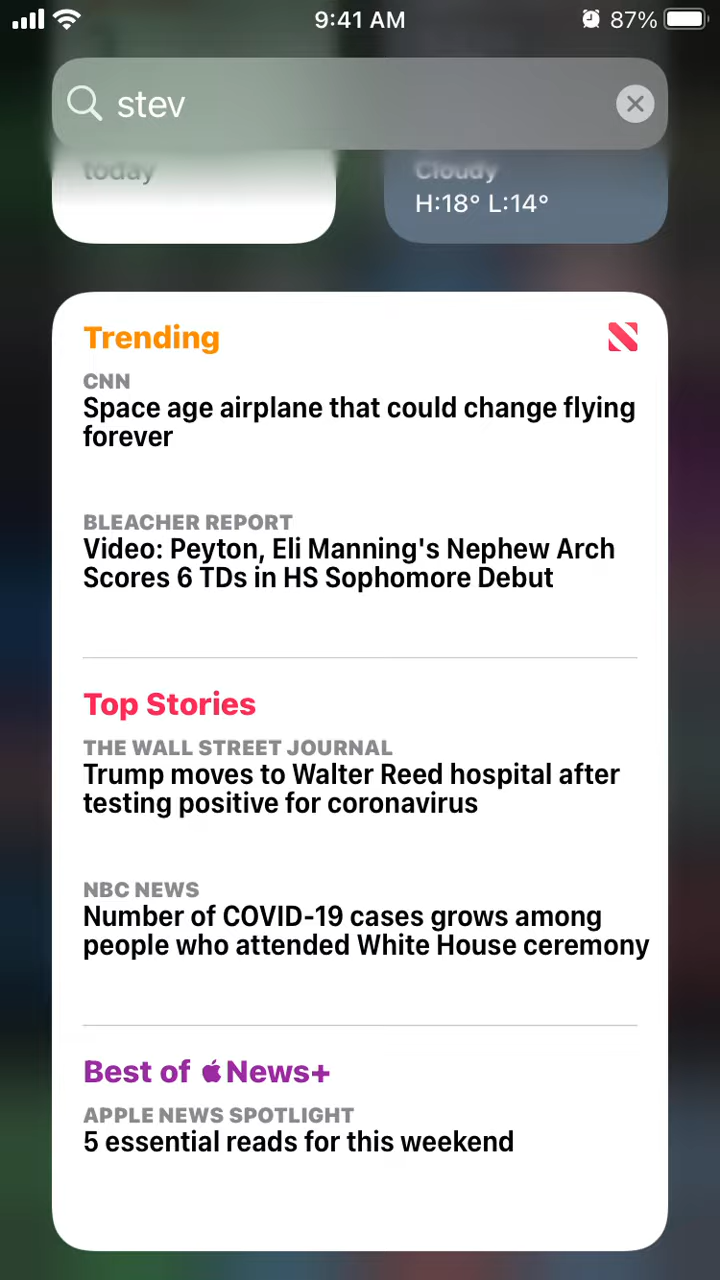 9:41 AM
87%
stev
today
Cloudy
H:18° L:14°
Trending
CNN
Space age airplane that could change flying
forever
BLEACHER REPORT
Video: Peyton, Eli Manning's Nephew Arch
Scores 6 TDs in HS Sophomore Debut
Top Stories
THE WALL STREET JOURNAL
Trump moves to Walter Reed hospital after
testing positive for coronavirus
NBC NEWS
Number of COVID-19 cases grows among
people who attended White House ceremony
Best of News+
APPLE NEWS SPOTLIGHT
5 essential reads for this weekend